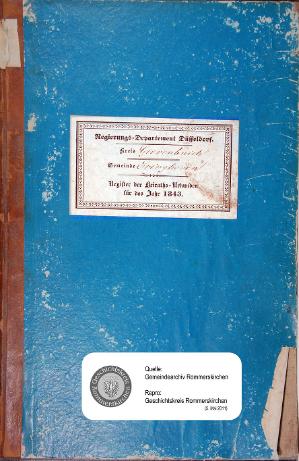 Regierungs-Departement Düsseldorf.
Kreis Grevenbroich
Gemeinde
Register der Heiraths-Urkunden
für das Jahr 1843.
Quelle:
Gemeindearchiv Rommerskirchen
Repro:
Geschichtskreis Rommerskirchen